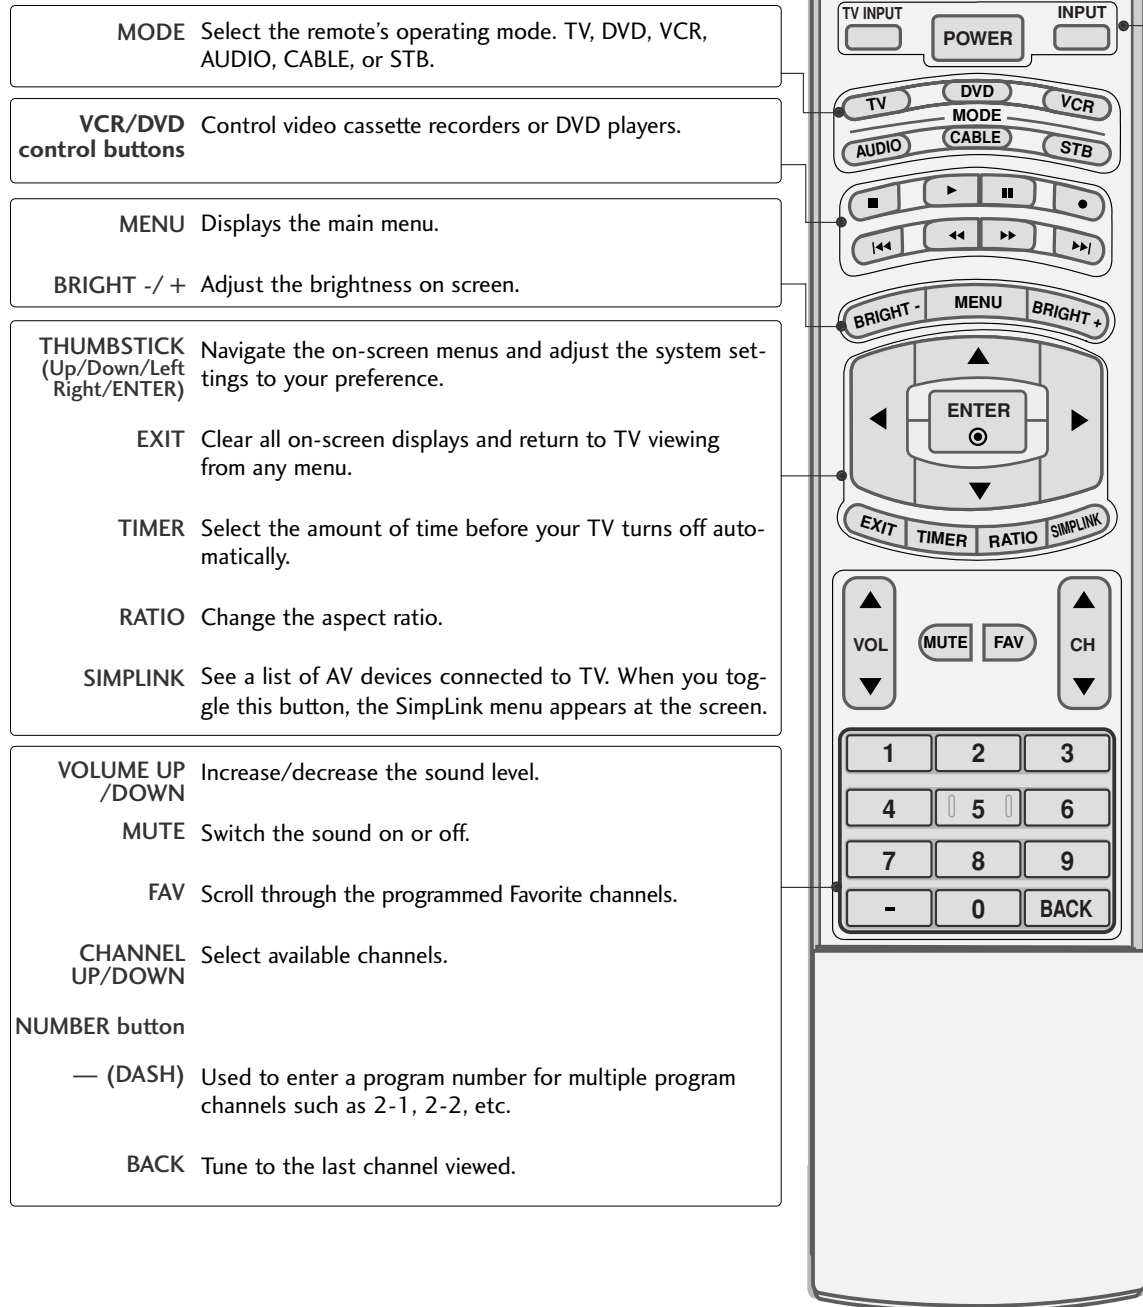 MODE Select the remote's operating mode. TV, DVD, VCR,
AUDIO, CABLE, or STB.
VCR/DVD Control video cassette recorders or DVD players.
control buttons
MENU Displays the main menu.
BRIGHT -/ + Adjust the brightness on screen.
THUMBSTICK Navigate the on-screen menus and adjust the system set-
(Up/Down/Left tings to your preference.
Right/ENTER)
EXIT Clear all on-screen displays and return to TV viewing
from any menu.
TIMER Select the amount of time before your TV turns off auto-
matically.
RATIO Change the aspect ratio.
SIMPLINK See a list of AV devices connected to TV. When you tog-
gle this button, the SimpLink menu appears at the screen.
VOLUME UP Increase/decrease the sound level.
/DOWN
MUTE Switch the sound on or off.
FAV Scroll through the programmed Favorite channels.
CHANNEL Select available channels.
UP/DOWN
NUMBER button
— (DASH) Used to enter a program number for multiple program
channels such as 2-1, 2-2, etc.
BACK Tune to the last channel viewed.
TV INPUT INPUT
POWER
TV DVD VCR
MODE
AUDIO CABLE STB
BRIGHT - MENU BRIGHT +
ENTER
EXIT TIMER RATIO SIMPLINK
VOL MUTE FAV CH
1 2 3
4 5 6
7 8 9
- 0 BACK